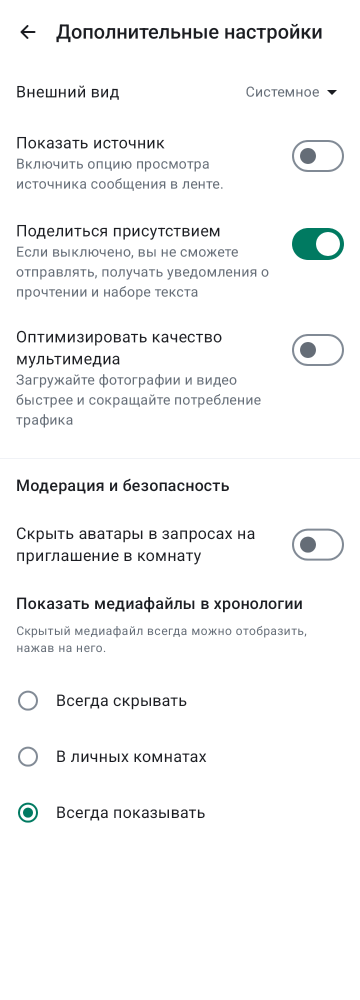 Дополнительные настройки
Внешний вид
Системное
Показать источник
Включить опцию просмотра
источника сообщения в ленте.
Поделиться присутствием
Если выключено, вы не сможете
отправлять, получать уведомления о
прочтении и наборе текста
Оптимизировать качество
мультимедиа
Загружайте фотографии и видео
быстрее и сокращайте потребление
трафика
Модерация и безопасность
Скрыть аватары в запросах на
приглашение в комнату
Показать медиафайлы в хронологии
Скрытый медиафайл всегда можно отобразить,
нажав на него.
Всегда скрывать
В личных комнатах
Всегда показывать